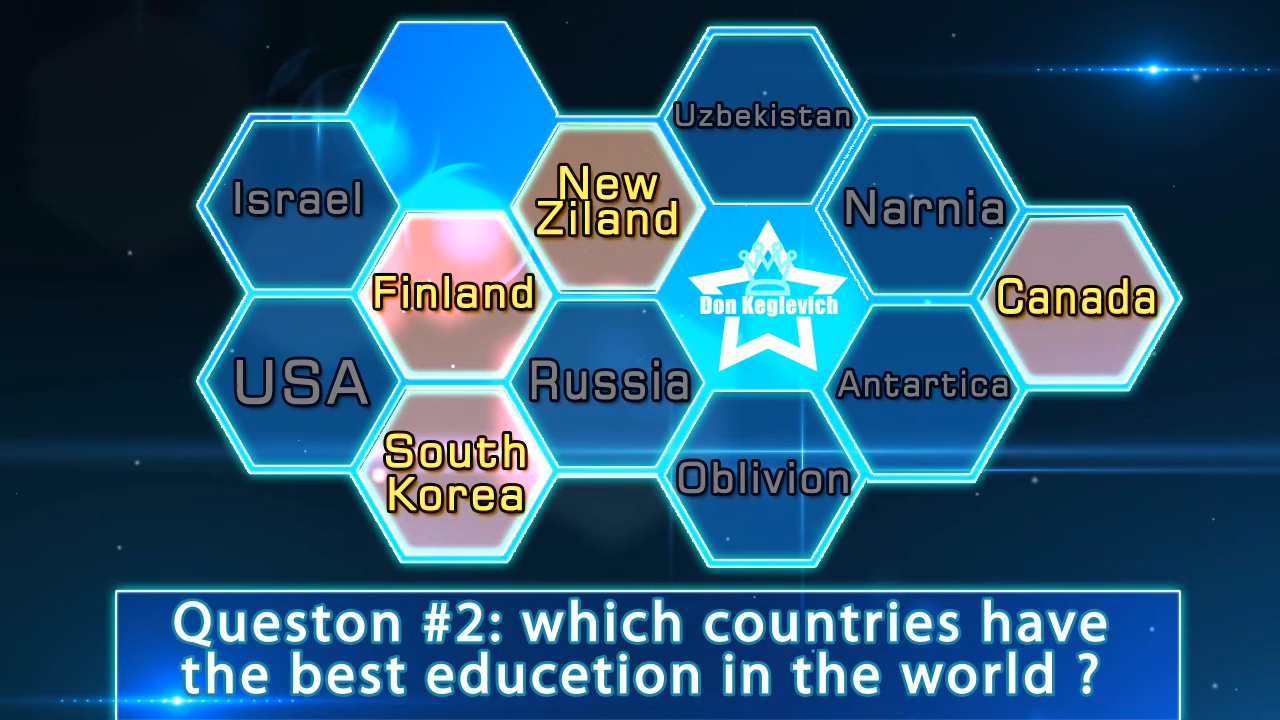 Uzbekistan
Israel
New
Ziland
Narnia
Finland
Don Keglevich
Canada
USA
Russia
Antartica
South
Korea
Oblivion
Queston #2: which countries have
the best educetion in the world ?